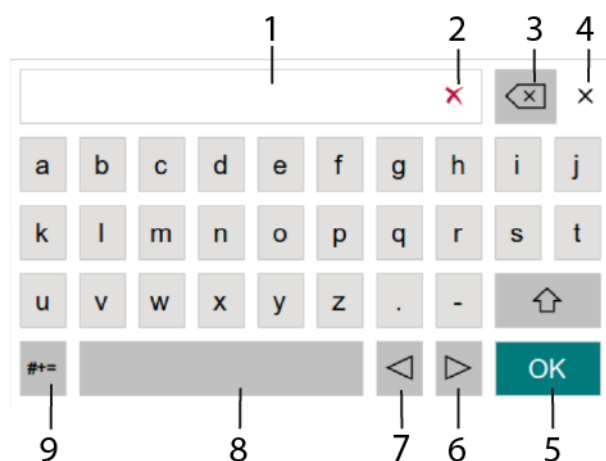 1 2 3 4
a b c d e f g h i j
k l m n o p q r s t
u v w x y z . -
#+= OK
9 8 7 6 5